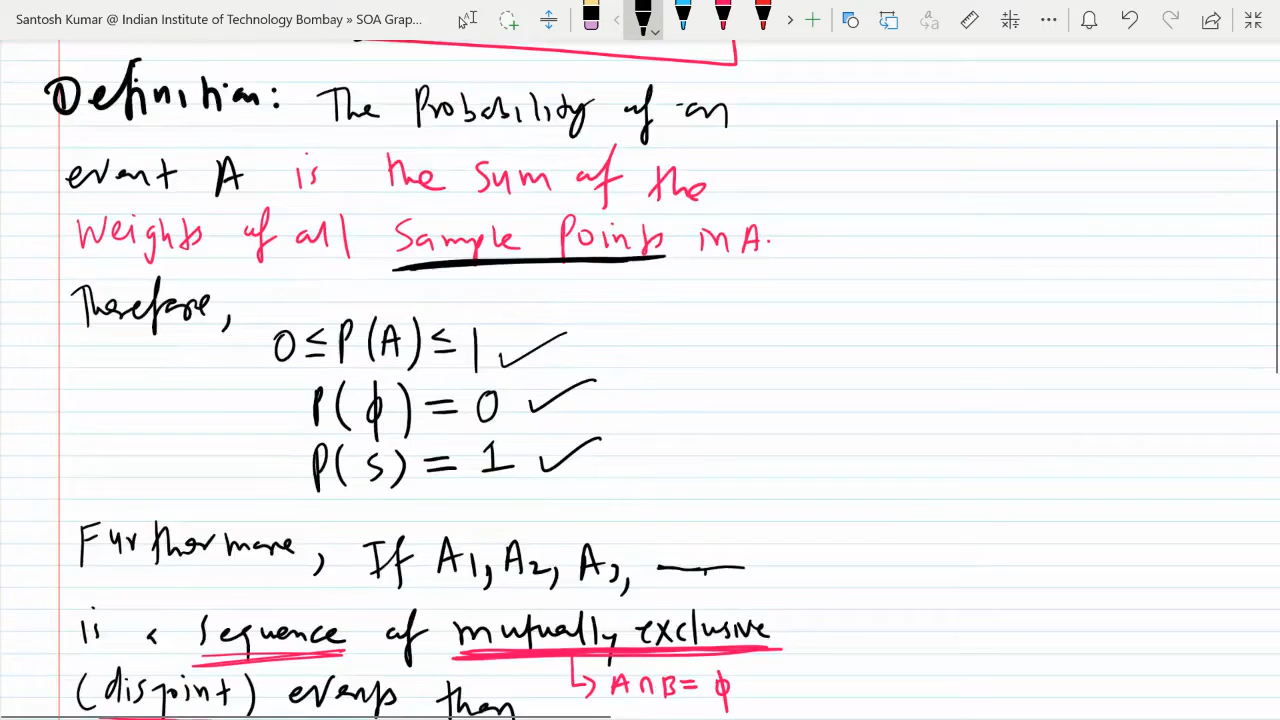 Santosh Kumar @ Indian Institute of Technology Bombay » SOA Grap...
Definition: The Probability of an
event A is the Sum of the
Weights of all Sample Points in A.
Therefore,
0 ≤ P(A) ≤ 1 ✓
P(ϕ) = 0 ✓
P(S) = 1 ✓
Furthermore, If A1, A2, A3, ——
is a sequence of mutually exclusive
↳ A∩B = ϕ
(disjoint) events then